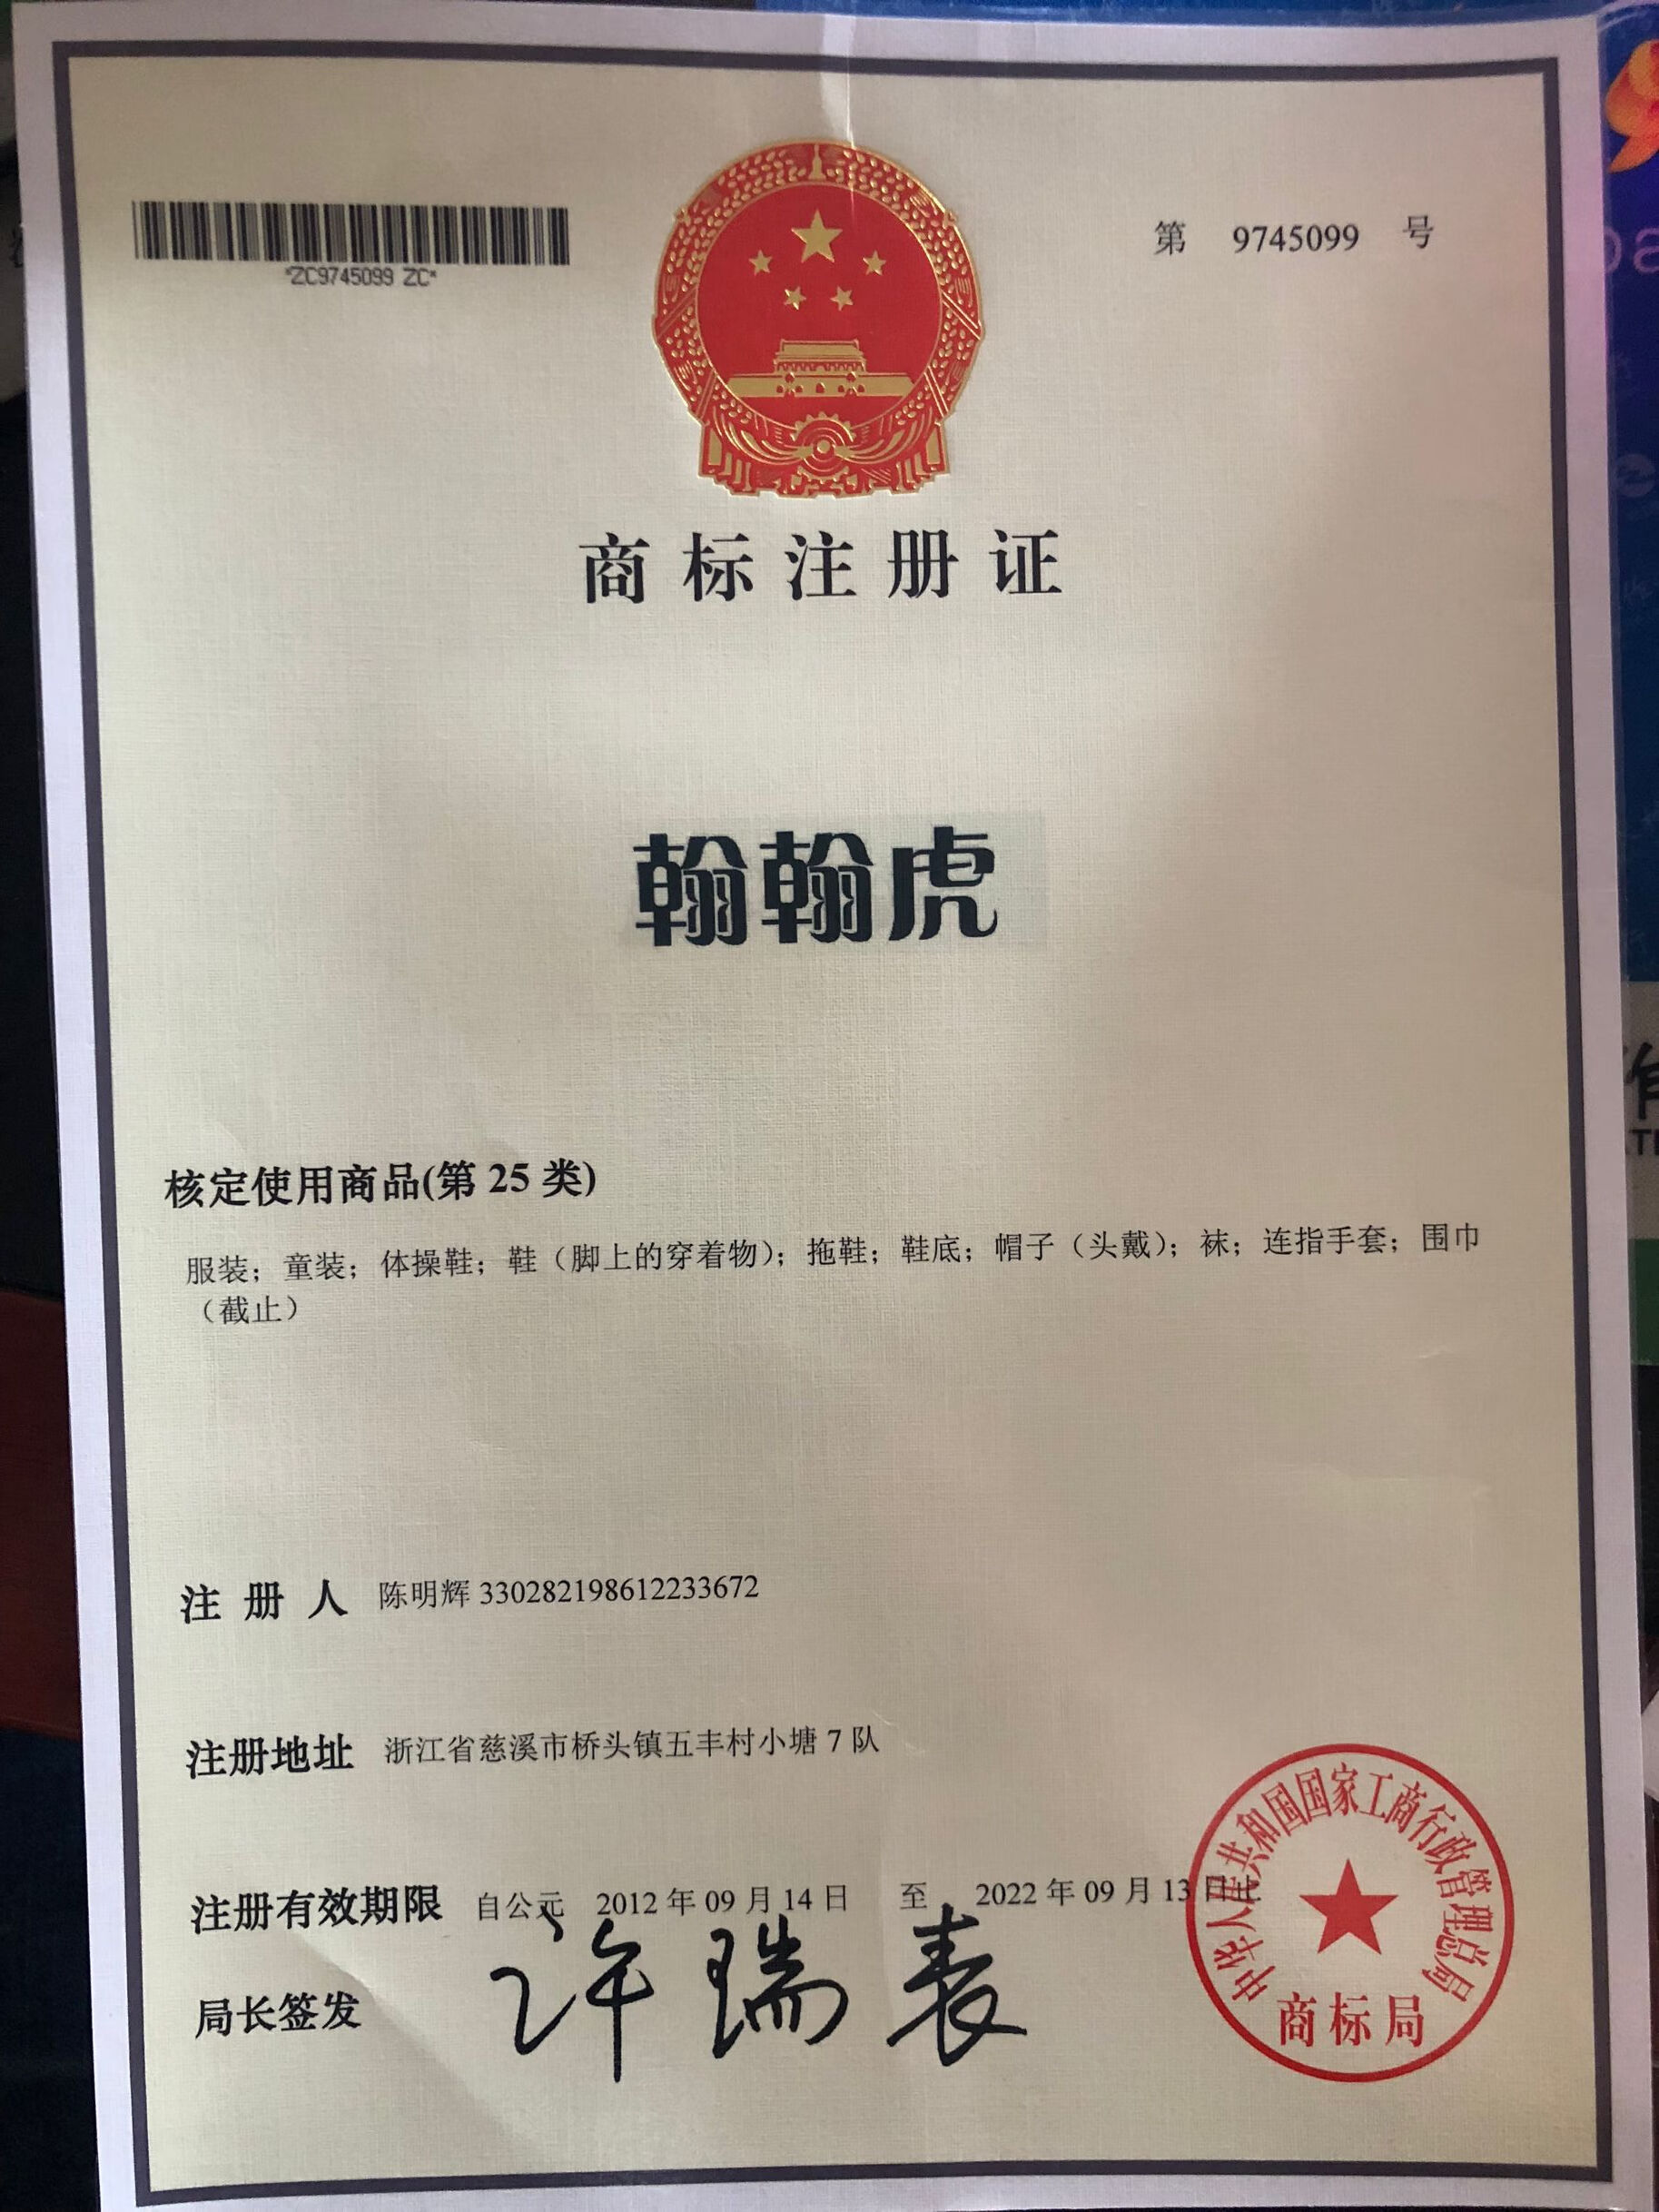 *ZC9745099 ZC*
第 9745099 号
商标注册证
翰翰虎
核定使用商品(第 25 类)
服装；童装；体操鞋；鞋（脚上的穿着物）；拖鞋；鞋底；帽子（头戴）；袜；连指手套；围巾
（截止）
注 册 人 陈明辉 330282198612233672
注册地址 浙江省慈溪市桥头镇五丰村小塘 7 队
注册有效期限 自公元 2012 年 09 月 14 日 至 2022 年 09 月 13 日止
局长签发 许瑞表
中华人民共和国国家工商行政管理总局
商标局